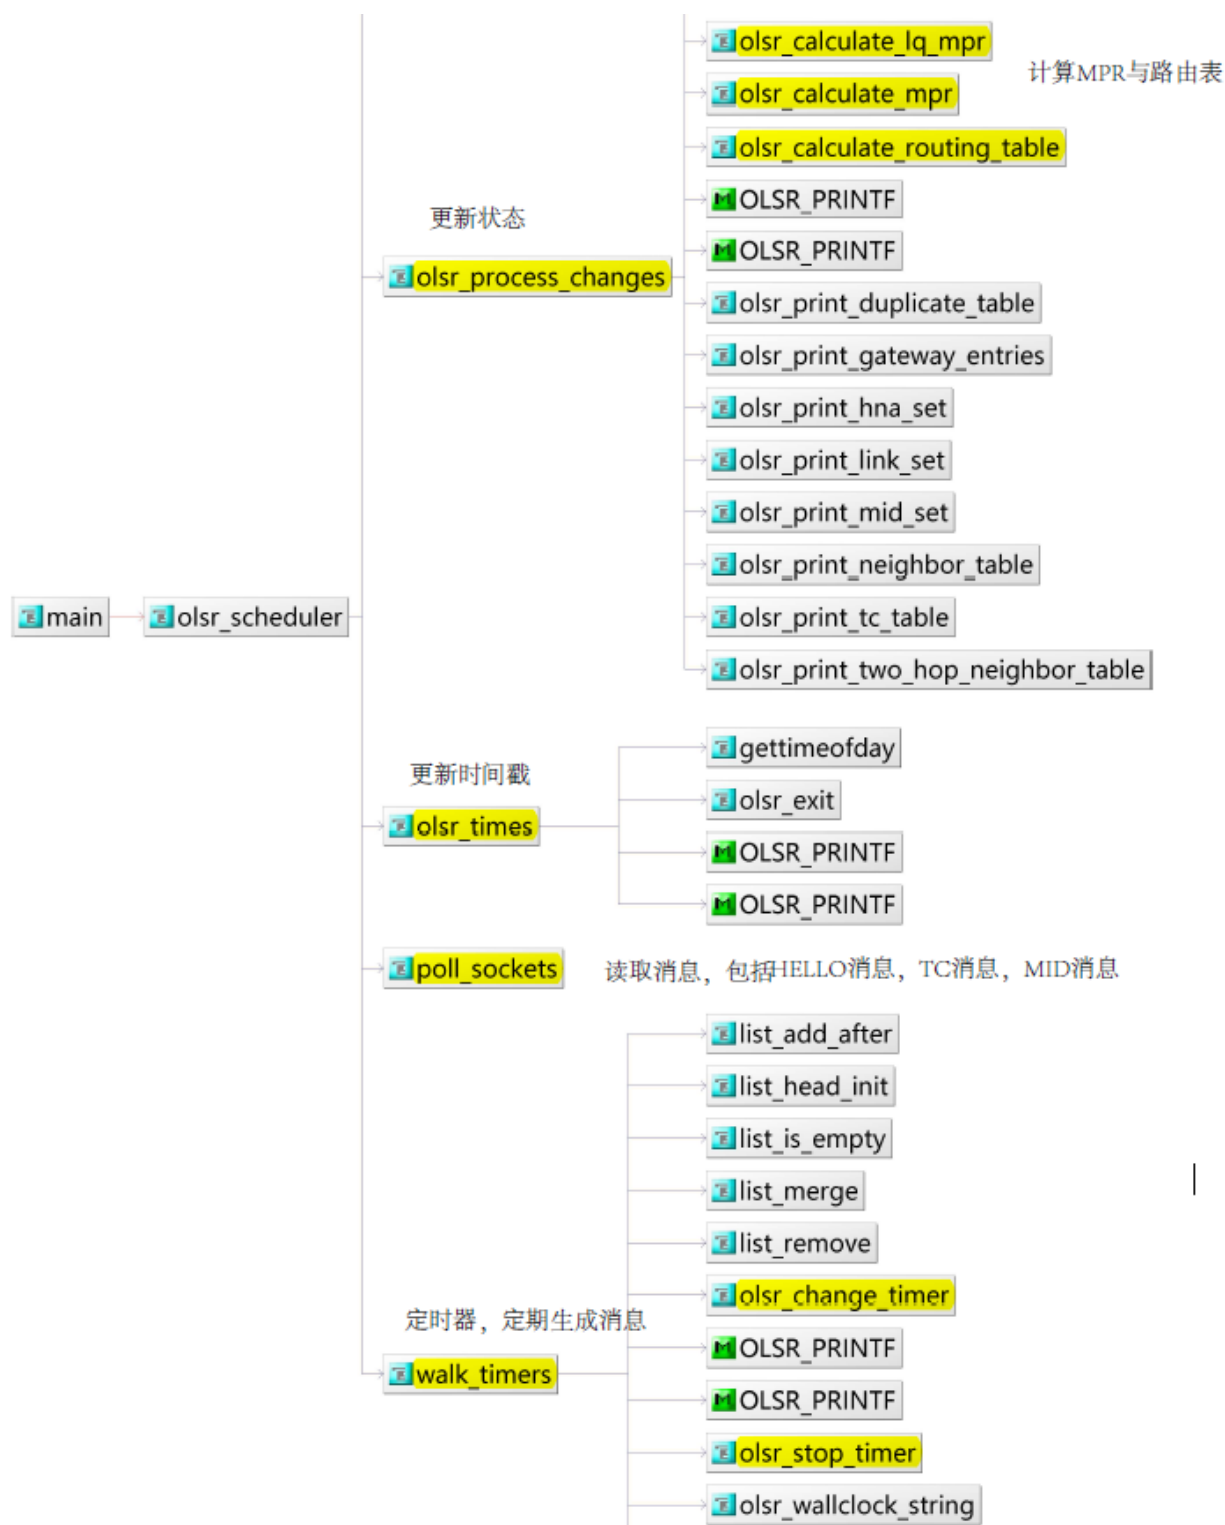 olsr_calculate_lq_mpr
计算MPR与路由表
olsr_calculate_mpr
olsr_calculate_routing_table
OLSR_PRINTF
更新状态
OLSR_PRINTF
olsr_process_changes
olsr_print_duplicate_table
olsr_print_gateway_entries
olsr_print_hna_set
olsr_print_link_set
olsr_print_mid_set
olsr_print_neighbor_table
main
olsr_scheduler
olsr_print_tc_table
olsr_print_two_hop_neighbor_table
gettimeofday
更新时间戳
olsr_exit
olsr_times
OLSR_PRINTF
OLSR_PRINTF
poll_sockets
读取消息，包括HELLO消息，TC消息，MID消息
list_add_after
list_head_init
list_is_empty
list_merge
list_remove
olsr_change_timer
定时器，定期生成消息
OLSR_PRINTF
walk_timers
OLSR_PRINTF
olsr_stop_timer
olsr_wallclock_string